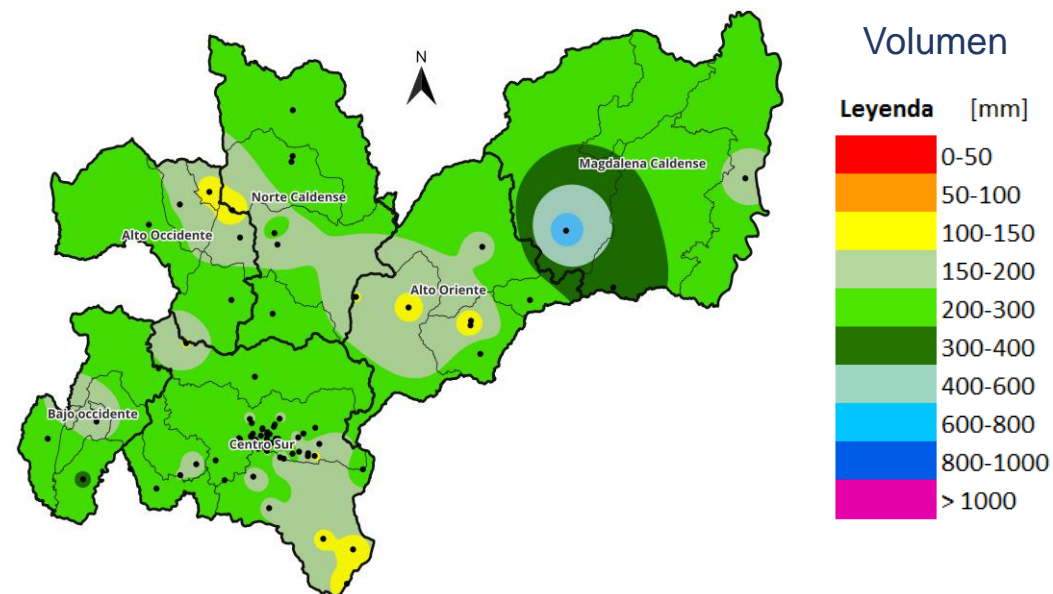 Volumen
Leyenda [mm]
0-50
50-100
100-150
150-200
200-300
300-400
400-600
600-800
800-1000
> 1000
N
Magdalena Caldense
Norte Caldense
Alto Occidente
Alto Oriente
Bajo occidente
Centro Sur